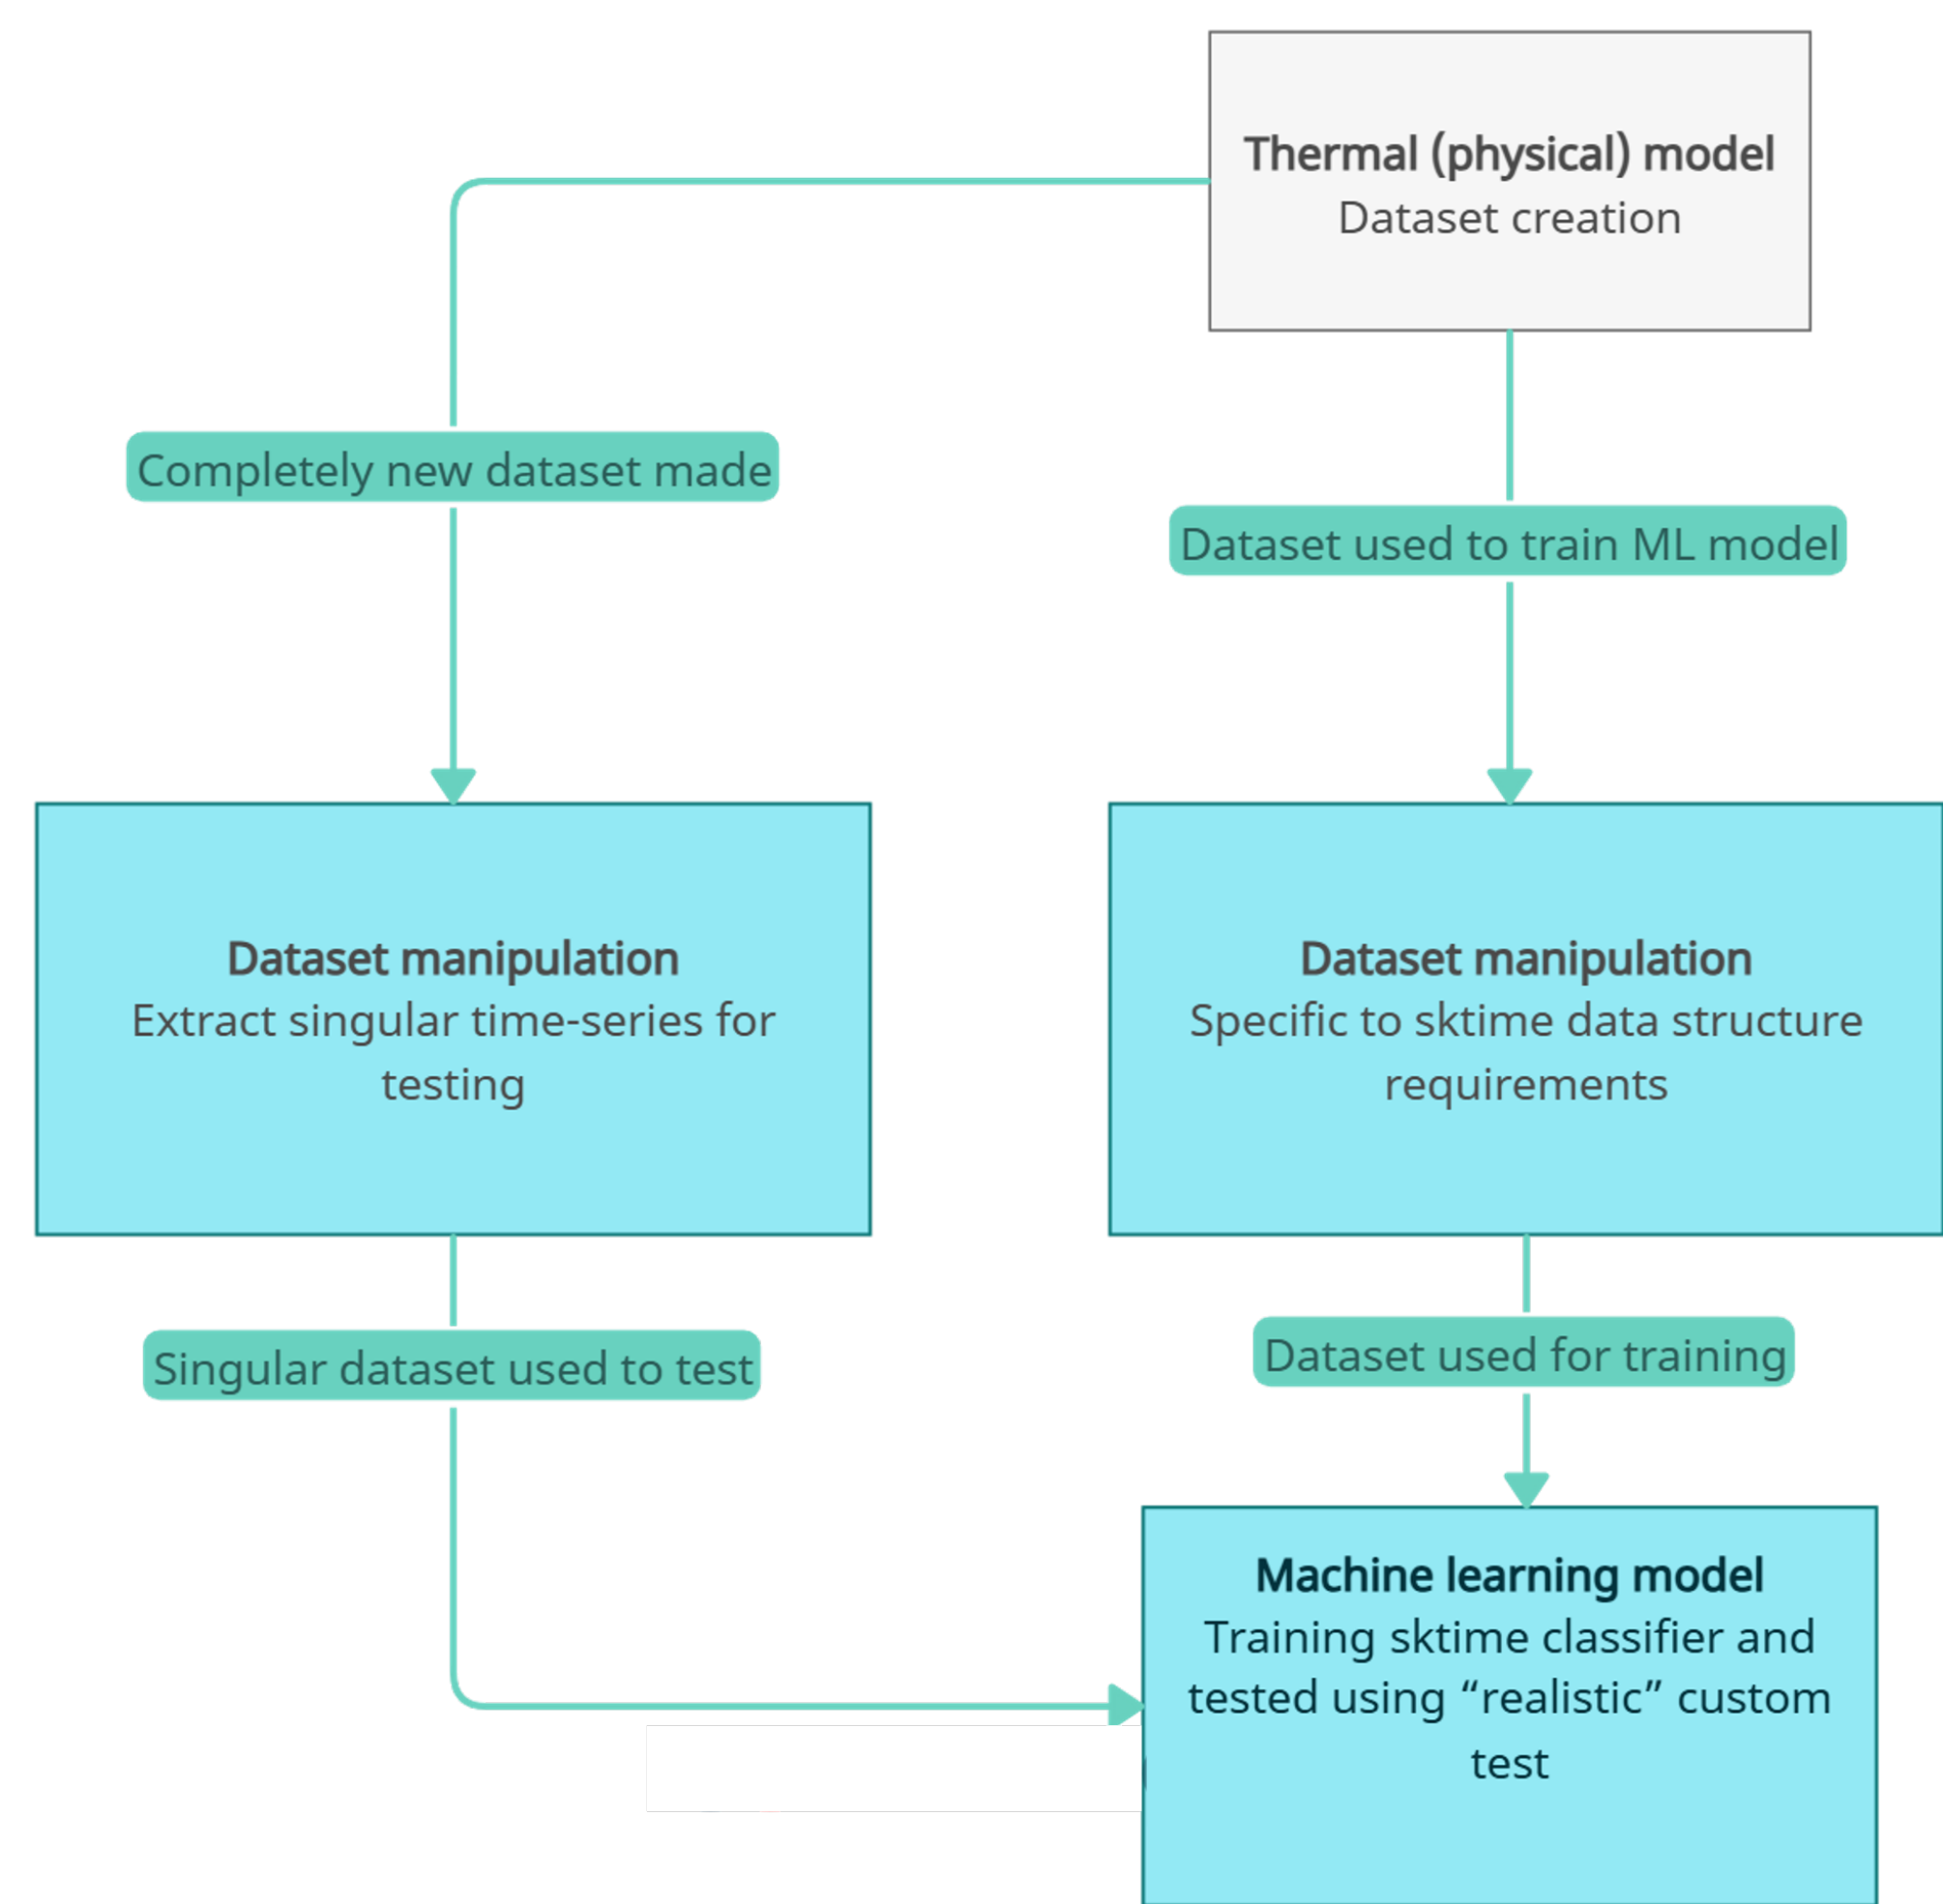 Thermal (physical) model
Dataset creation
Completely new dataset made
Dataset used to train ML model
Dataset manipulation
Extract singular time-series for
testing
Dataset manipulation
Specific to sktime data structure
requirements
Singular dataset used to test
Dataset used for training
Machine learning model
Training sktime classifier and
tested using “realistic” custom
test